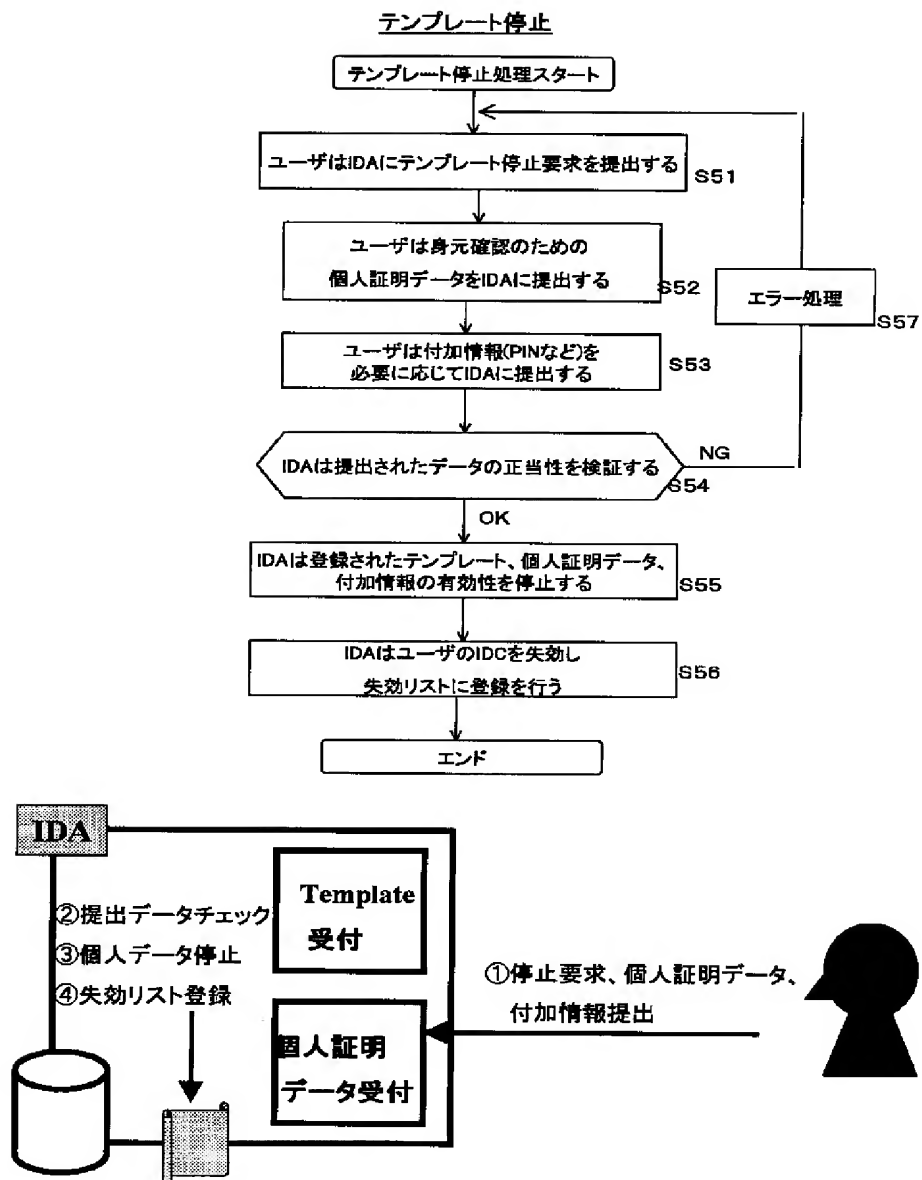 テンプレート停止
テンプレート停止処理スタート
ユーザはIDAにテンプレート停止要求を提出する
S51
ユーザは身元確認のための
個人証明データをIDAに提出する
S52
エラー処理
S57
ユーザは付加情報(PINなど)を
必要に応じてIDAに提出する
S53
IDAは提出されたデータの正当性を検証する
S54
NG
OK
IDAは登録されたテンプレート、個人証明データ、
付加情報の有効性を停止する
S55
IDAはユーザのIDCを失効し
失効リストに登録を行う
S56
エンド
IDA
Template
受付
②提出データチェック
③個人データ停止
④失効リスト登録
①停止要求、個人証明データ、
付加情報提出
個人証明
データ受付